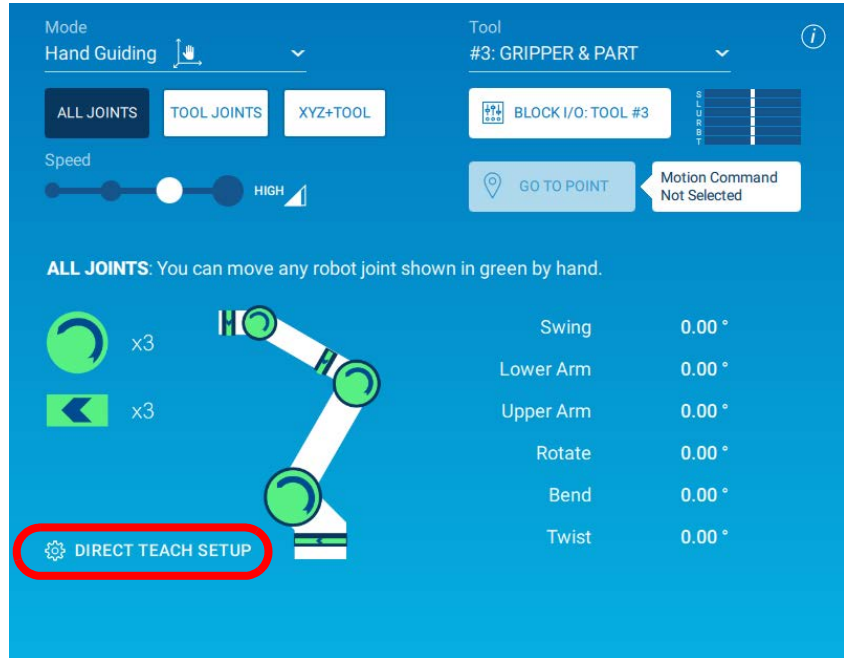 Mode
Hand Guiding
Tool
#3: GRIPPER & PART
i
ALL JOINTS
TOOL JOINTS
XYZ+TOOL
BLOCK I/O: TOOL #3
S
L
U
R
B
T
Speed
HIGH
GO TO POINT
Motion Command
Not Selected
ALL JOINTS: You can move any robot joint shown in green by hand.
x3
x3
Swing 0.00 °
Lower Arm 0.00 °
Upper Arm 0.00 °
Rotate 0.00 °
Bend 0.00 °
Twist 0.00 °
DIRECT TEACH SETUP